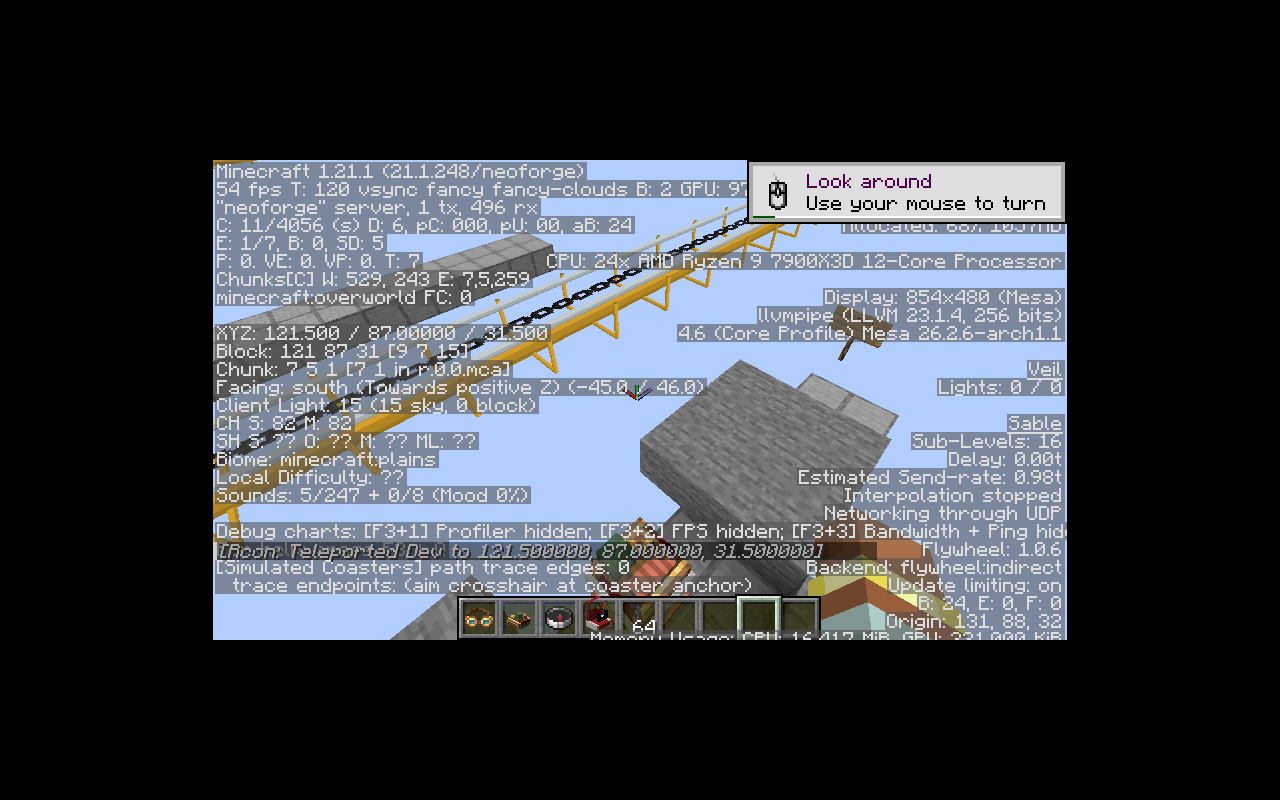 Minecraft 1.21.1 (21.1.248/neoforge)
54 fps T: 120 vsync fancy fancy-clouds B: 2 GPU:
"neoforge" server, 1 tx, 496 rx
C: 11/4056 (s) D: 6, pC: 000, pU: 00, aB: 24
E: 1/7, B: 0, SD: 5
P: 0. VE: 0. VP: 0. T: 7
Chunks[C] W: 529, 243 E: 7,5,259
minecraft:overworld FC: 0
XYZ: 121.500 / 87.00000 / 31.500
Block: 121 87 31 [9 7 15]
Chunk: 7 5 1 [7 1 in r.0.0.mca]
Facing: south (Towards positive Z) (-45.0 / 46.0)
Client Light: 15 (15 sky, 0 block)
CH S: 82 M: 82
SH S: ?? O: ?? M: ?? ML: ??
Biome: minecraft:plains
Local Difficulty: ??
Sounds: 5/247 + 0/8 (Mood 0%)
Debug charts: [F3+1] Profiler hidden; [F3+2] FPS hidden; [F3+3] Bandwidth + Ping hid
[Rcon: Teleported Dev to 121.500000, 87.000000, 31.500000]
[Simulated Coasters] path trace edges: 0
trace endpoints: (aim crosshair at coaster anchor)
Look around
Use your mouse to turn
CPU: 24x AMD Ryzen 9 7900X3D 12-Core Processor
Display: 854x480 (Mesa)
llvmpipe (LLVM 23.1.4, 256 bits)
4.6 (Core Profile) Mesa 26.2.6-arch1.1
Veil
Lights: 0 / 0
Sable
Sub-Levels: 16
Delay: 0.00t
Estimated Send-rate: 0.98t
Interpolation stopped
Networking through UDP
Flywheel: 1.0.6
Backend: flywheel:indirect
Update limiting: on
B: 24, E: 0, F: 0
Origin: 131, 88, 32
64